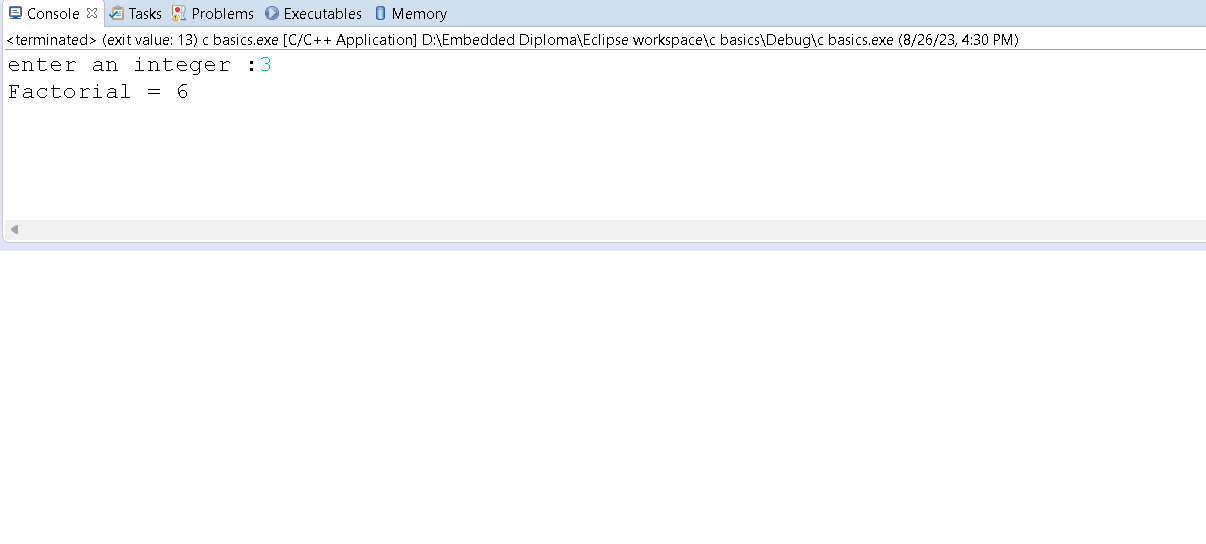 Console Tasks Problems Executables Memory
<terminated> (exit value: 13) c basics.exe [C/C++ Application] D:\Embedded Diploma\Eclipse workspace\c basics\Debug\c basics.exe (8/26/23, 4:30 PM)
enter an integer :3
Factorial = 6